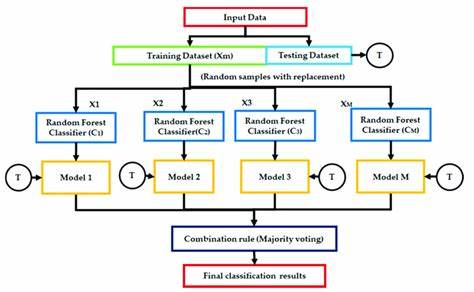 Input Data
Training Dataset (Xm)
Testing Dataset
T
(Random samples with replacement)
X1
X2
X3
XM
Random Forest
Classifier (C1)
Random Forest
Classifier(C2)
Random Forest
Classifier (C3)
Random Forest
Classifier (CM)
T
Model 1
T
Model 2
Model 3
T
Model M
T
Combination rule (Majority voting)
Final classification results